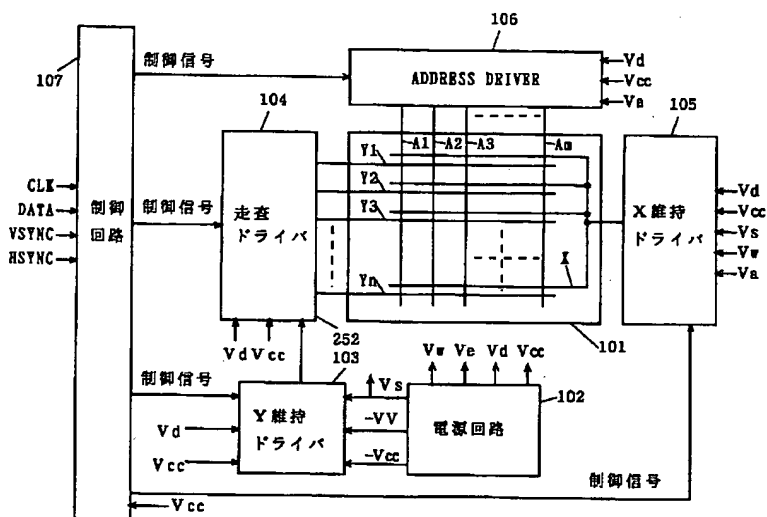 106
制御信号
107
ADDRESS DRIVER
Vd
Vcc
Va
104
105
A1 A2 A3 Am
Y1
Y2
Y3
Yn
X
CLK
DATA
VSYNC
HSYNC
制御
回路
制御信号
走査
ドライバ
X維持
ドライバ
Vd
Vcc
Vs
Vw
Va
252
101
Vd Vcc
103
Vw Ve Vd Vcc
制御信号
Vs
102
Y維持
ドライバ
-VV
電源回路
Vd
-Vcc
Vcc
制御信号
Vcc